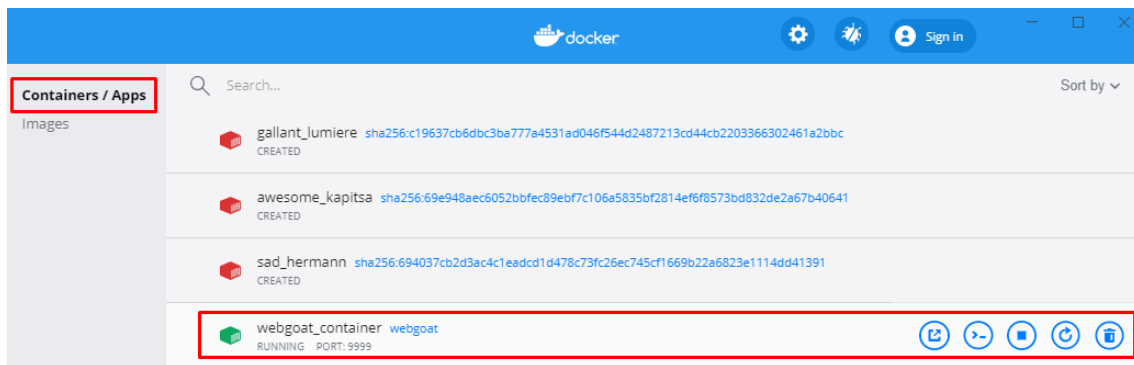 docker
Sign in
Containers / Apps
Images
Search...
Sort by
gallant_lumiere sha256:c19637cb6dbc3ba777a4531ad046f544d2487213cd44cb2203366302461a2bbc
CREATED
awesome_kapitsa sha256:69e948aec6052bbfec89ebf7c106a5835bf2814ef6f8573bd832de2a67b40641
CREATED
sad_hermann sha256:694037cb2d3ac4c1eadcd1d478c73fc26ec745cf1669b22a6823e1114dd41391
CREATED
webgoat_container webgoat
RUNNING PORT: 9999